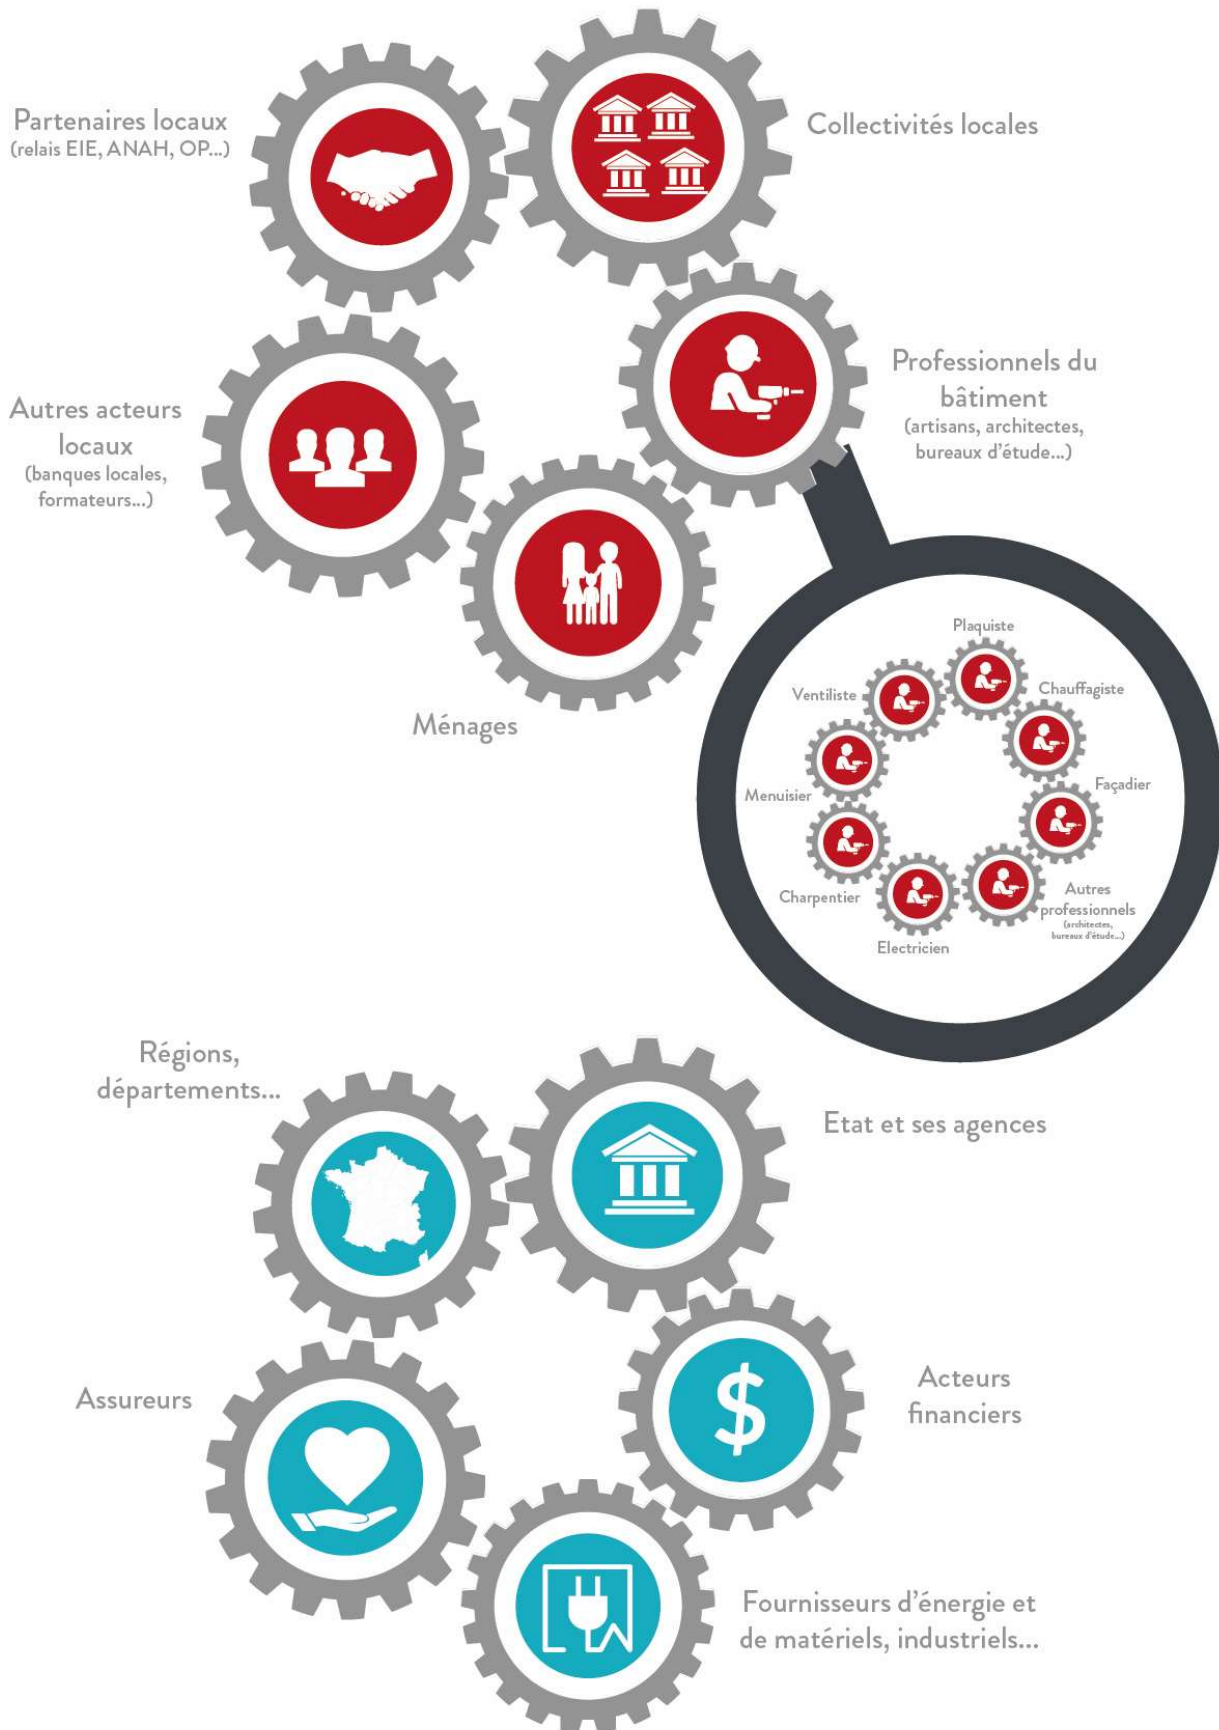 Partenaires locaux
(relais EIE, ANAH, OP...)
Collectivités locales
Professionnels du
bâtiment
(artisans, architectes,
bureaux d'étude...)
Autres acteurs
locaux
(banques locales,
formateurs...)
Ménages
Plaquiste
Ventiliste
Chauffagiste
Menuisier
Façadier
Charpentier
Autres
professionnels
(architectes,
bureaux d'étude...)
Electricien
Régions,
départements...
Etat et ses agences
Assureurs
Acteurs
financiers
$
Fournisseurs d'énergie et
de matériels, industriels...